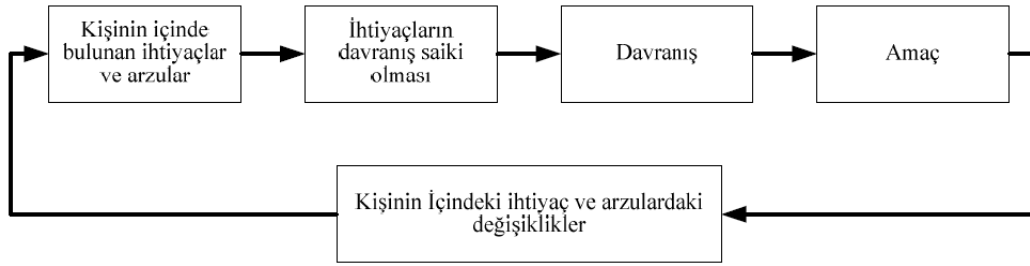 Kişinin içinde
bulunan ihtiyaçlar
ve arzular
İhtiyaçların
davranış saiki
olması
Davranış
Amaç
Kişinin İçindeki ihtiyaç ve arzulardaki
değişiklikler